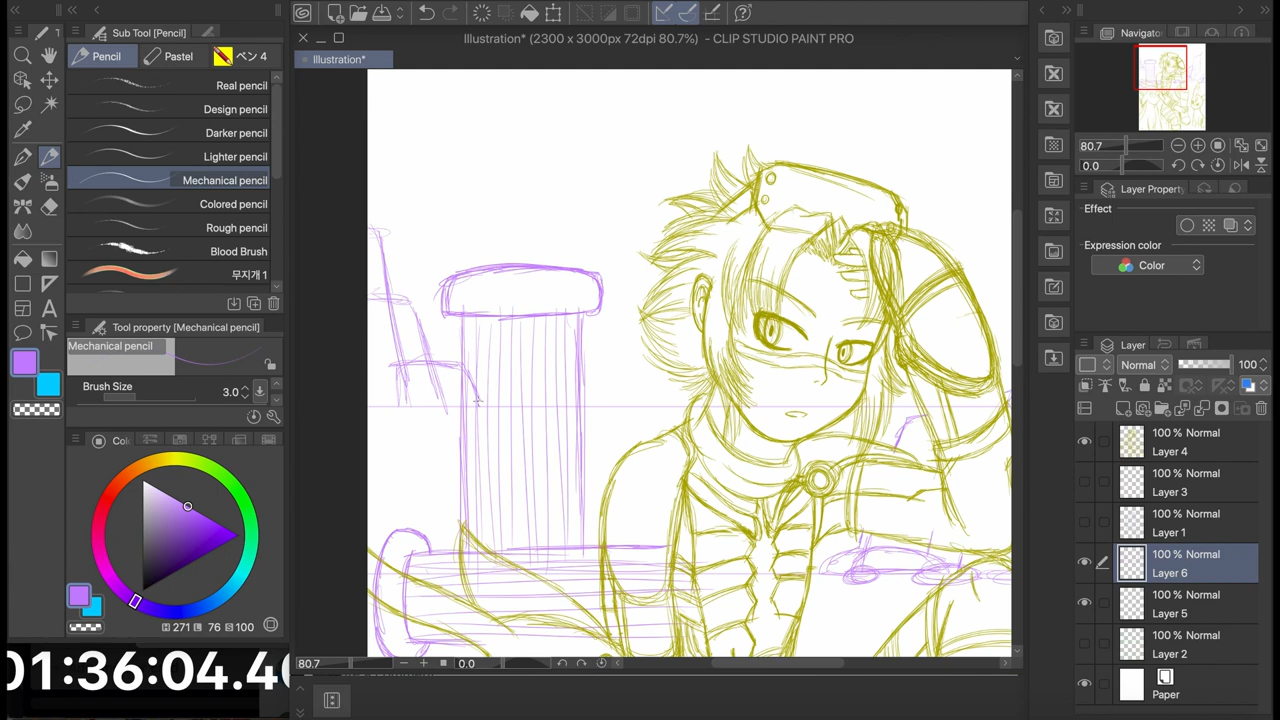 Sub Tool [Pencil]
Illustration* (2300 x 3000px 72dpi 80.7%) - CLIP STUDIO PAINT PRO
Navigato
Pencil
Pastel
ペン 4
Illustration*
Real pencil
Design pencil
Darker pencil
Lighter pencil
Mechanical pencil
Colored pencil
Rough pencil
Blood Brush
무지개 1
80.7
0.0
Layer Property
Effect
Expression color
Color
Tool property [Mechanical pencil]
Mechanical pencil
Brush Size
3.0
Layer
Normal
100
Col
100 % Normal
Layer 4
100 % Normal
Layer 3
100 % Normal
Layer 1
100 % Normal
Layer 6
100 % Normal
Layer 5
100 % Normal
Layer 2
Paper
H 271 L 76 S 100
80.7
0.0
01:36:04.40